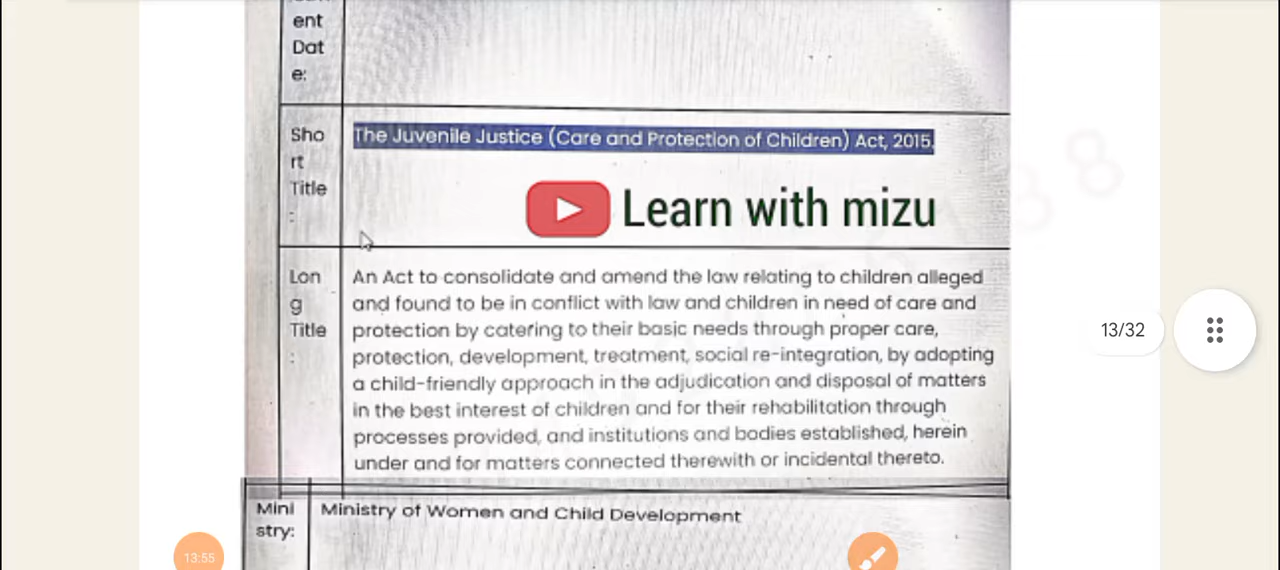 ent
Dat
e:
Sho
rt
Title
:
The Juvenile Justice (Care and Protection of Children) Act, 2015.
Learn with mizu
Lon
g
Title
:
An Act to consolidate and amend the law relating to children alleged
and found to be in conflict with law and children in need of care and
protection by catering to their basic needs through proper care,
protection, development, treatment, social re-integration, by adopting
a child-friendly approach in the adjudication and disposal of matters
in the best interest of children and for their rehabilitation through
processes provided, and institutions and bodies established, herein
under and for matters connected therewith or incidental thereto.
13/32
Mini
stry:
Ministry of Women and Child Development
13:55